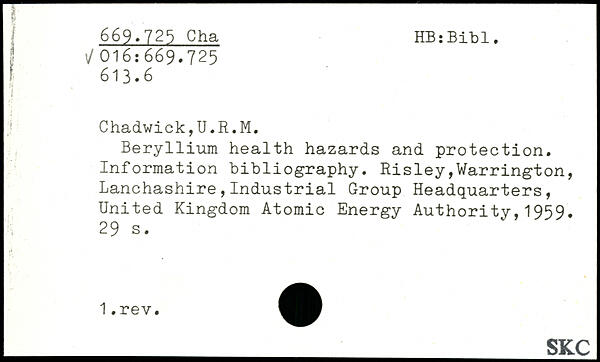 669.725 Cha HB:Bibl.
√ 016:669.725
613.6
Chadwick,U.R.M.
Beryllium health hazards and protection.
Information bibliography. Risley,Warrington,
Lanchashire,Industrial Group Headquarters,
United Kingdom Atomic Energy Authority,1959.
29 s.
1.rev.
SKC